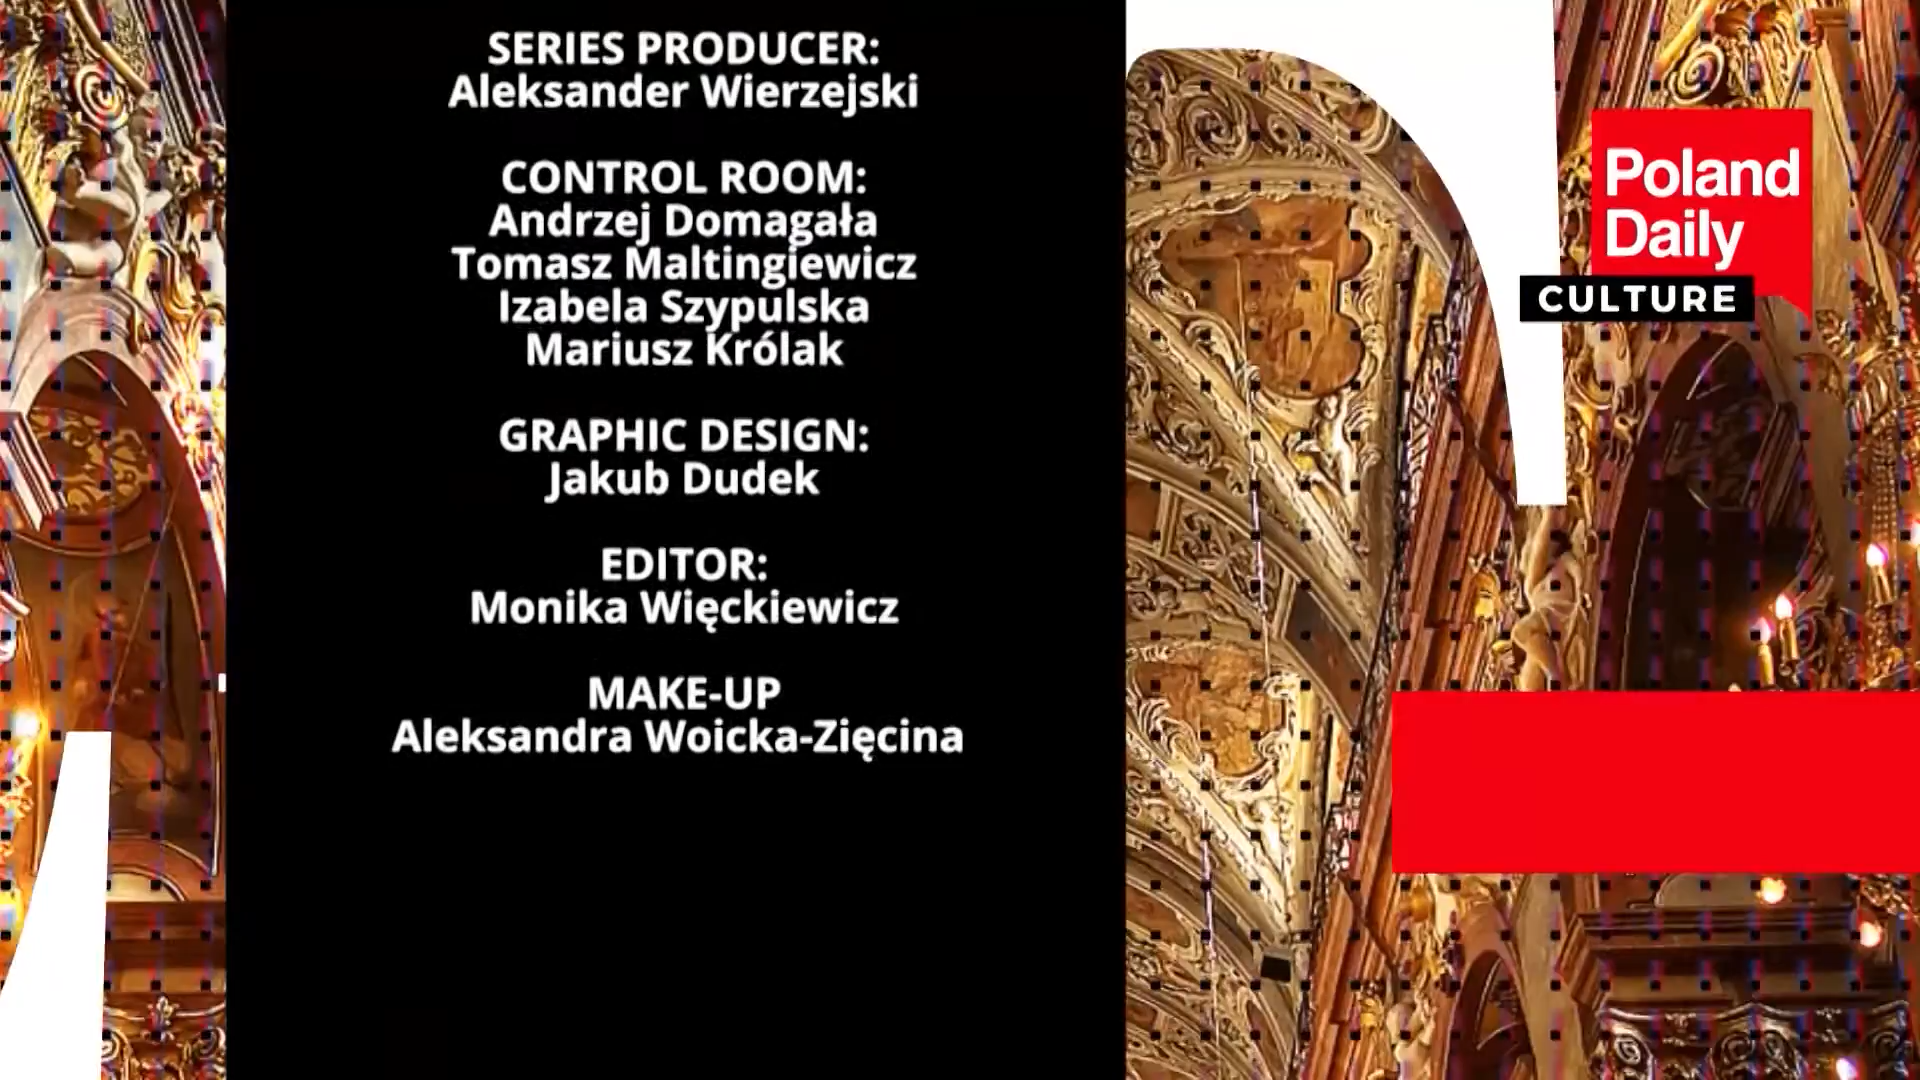 SERIES PRODUCER:
Aleksander Wierzejski
CONTROL ROOM:
Andrzej Domagała
Tomasz Maltingiewicz
Izabela Szypulska
Mariusz Królak
GRAPHIC DESIGN:
Jakub Dudek
EDITOR:
Monika Więckiewicz
MAKE-UP
Aleksandra Woicka-Zięcina
Poland
Daily
CULTURE